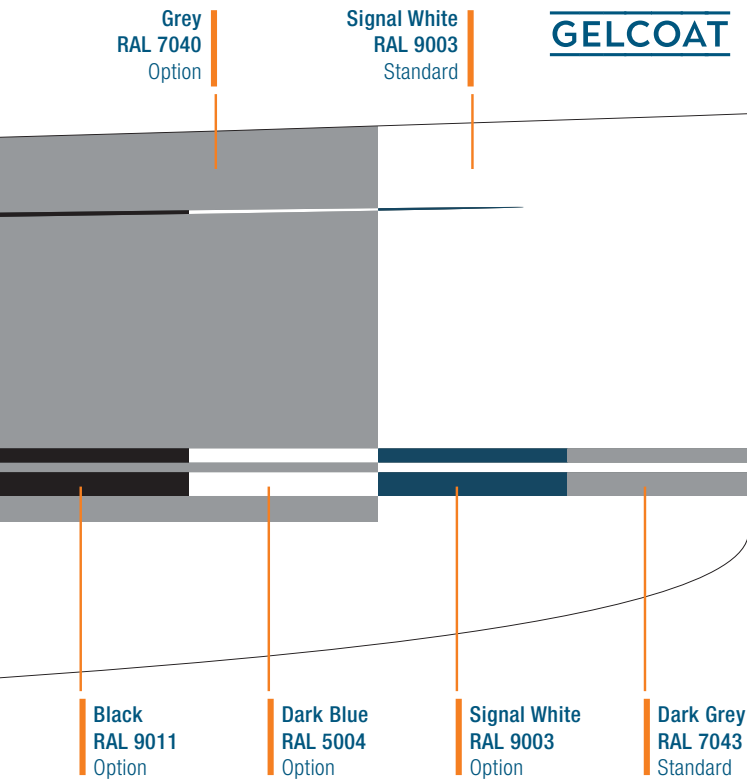 Grey
RAL 7040
Option
Signal White
RAL 9003
Standard
GELCOAT
Black
RAL 9011
Option
Dark Blue
RAL 5004
Option
Signal White
RAL 9003
Option
Dark Grey
RAL 7043
Standard